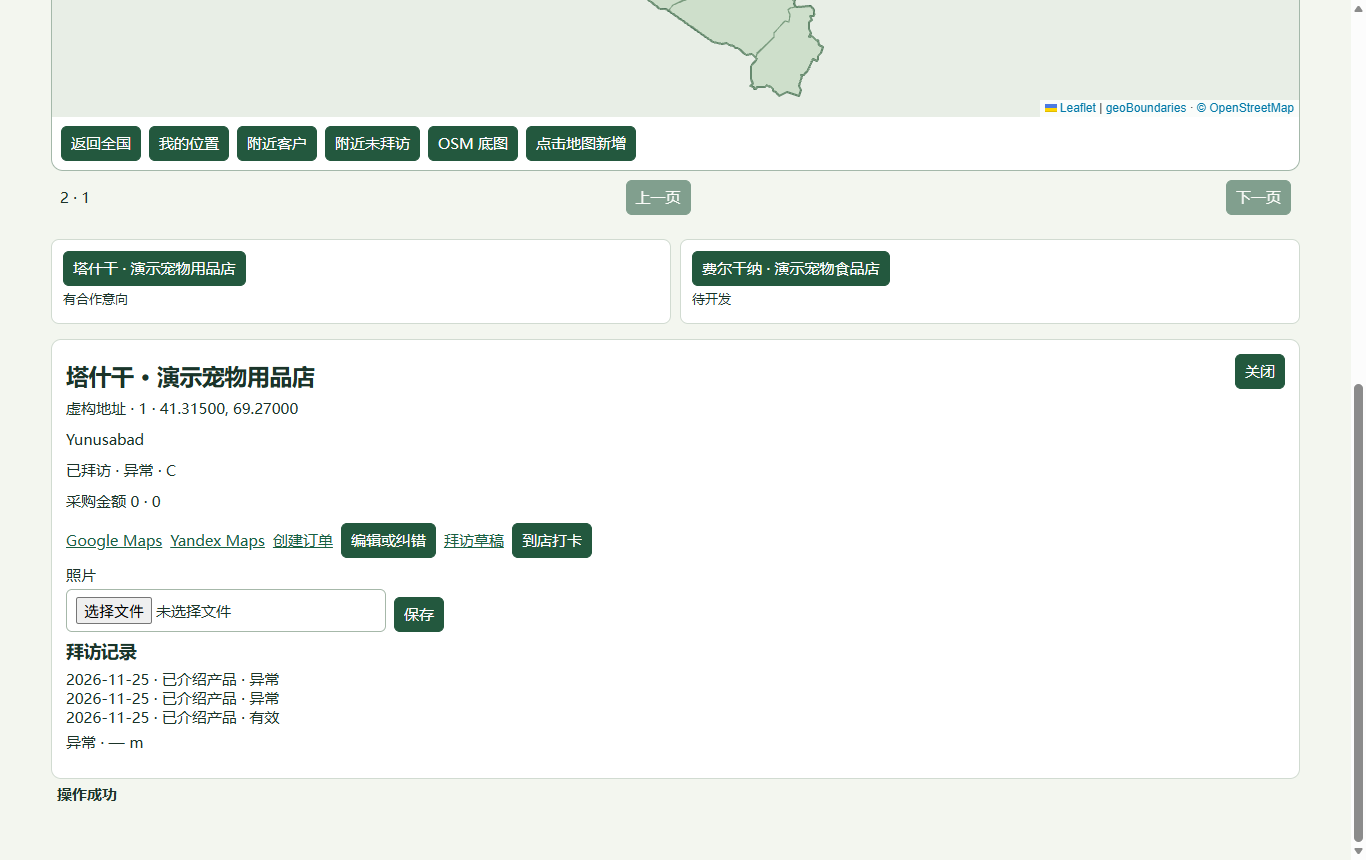 Leaflet | geoBoundaries · © OpenStreetMap
返回全国 我的位置 附近客户 附近未拜访 OSM 底图 点击地图新增
2 · 1 上一页 下一页
塔什干 · 演示宠物用品店 费尔干纳 · 演示宠物食品店
有合作意向 待开发
塔什干 · 演示宠物用品店 关闭
虚构地址 · 1 · 41.31500, 69.27000
Yunusabad
已拜访 · 异常 · C
采购金额 0 · 0
Google Maps Yandex Maps 创建订单 编辑或纠错 拜访草稿 到店打卡
照片
选择文件 未选择文件 保存
拜访记录
2026-11-25 · 已介绍产品 · 异常
2026-11-25 · 已介绍产品 · 异常
2026-11-25 · 已介绍产品 · 有效
异常 · — m
操作成功